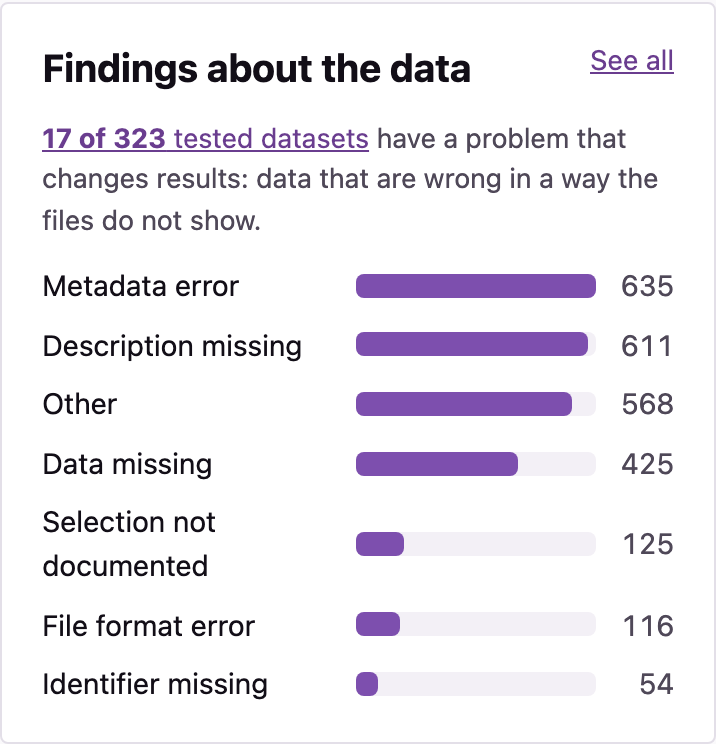 Findings about the data
See all
17 of 323 tested datasets have a problem that
changes results: data that are wrong in a way the
files do not show.
Metadata error 635
Description missing 611
Other 568
Data missing 425
Selection not
documented 125
File format error 116
Identifier missing 54